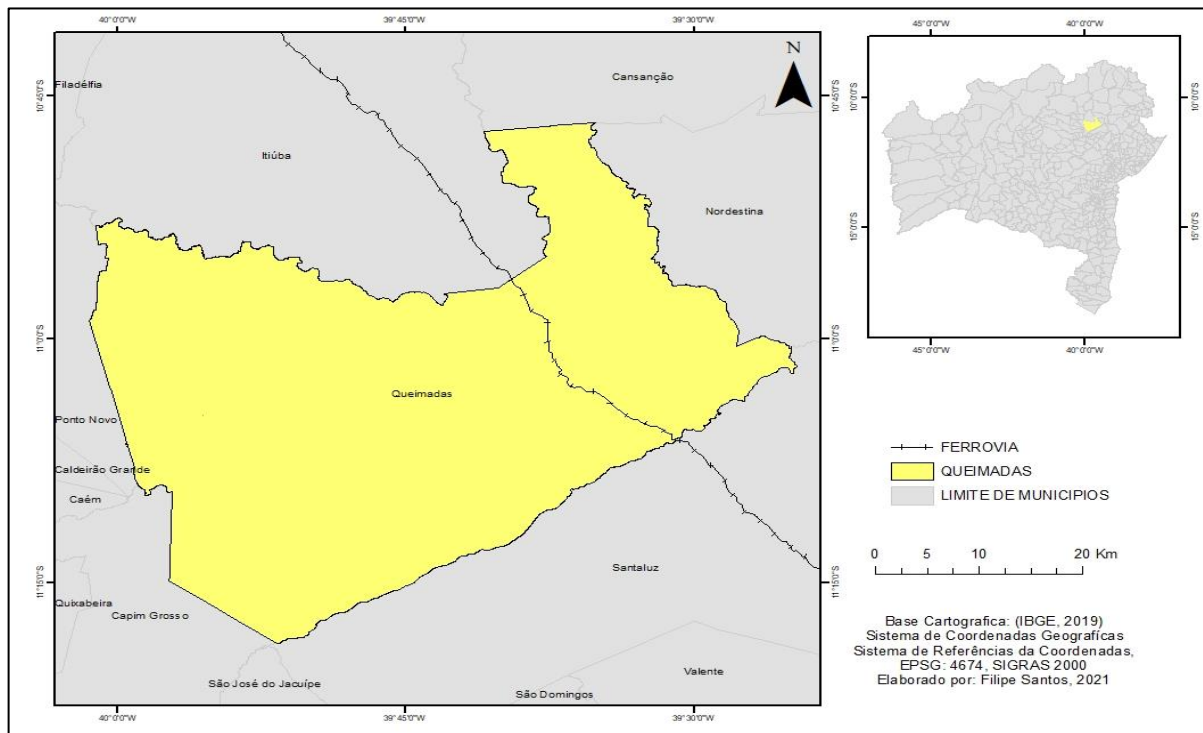 40°0'0"W
39°45'0"W
39°30'0"W
N
Filadélfia
Cansanção
10°45'0"S
10°45'0"S
Itiúba
Nordestina
11°0'0"S
11°0'0"S
Queimadas
Ponto Novo
Caldeirão Grande
Caém
Santaluz
11°15'0"S
11°15'0"S
Quixabeira
Capim Grosso
Valente
São José do Jacuípe
São Domingos
40°0'0"W
39°45'0"W
39°30'0"W
45°0'0"W
40°0'0"W
10°0'0"S
10°0'0"S
15°0'0"S
15°0'0"S
45°0'0"W
40°0'0"W
FERROVIA
QUEIMADAS
LIMITE DE MUNICIPIOS
0 5 10 20 Km
Base Cartografica: (IBGE, 2019)
Sistema de Coordenadas Geografícas
Sistema de Referências da Coordenadas,
EPSG: 4674, SIGRAS 2000
Elaborado por: Filipe Santos, 2021